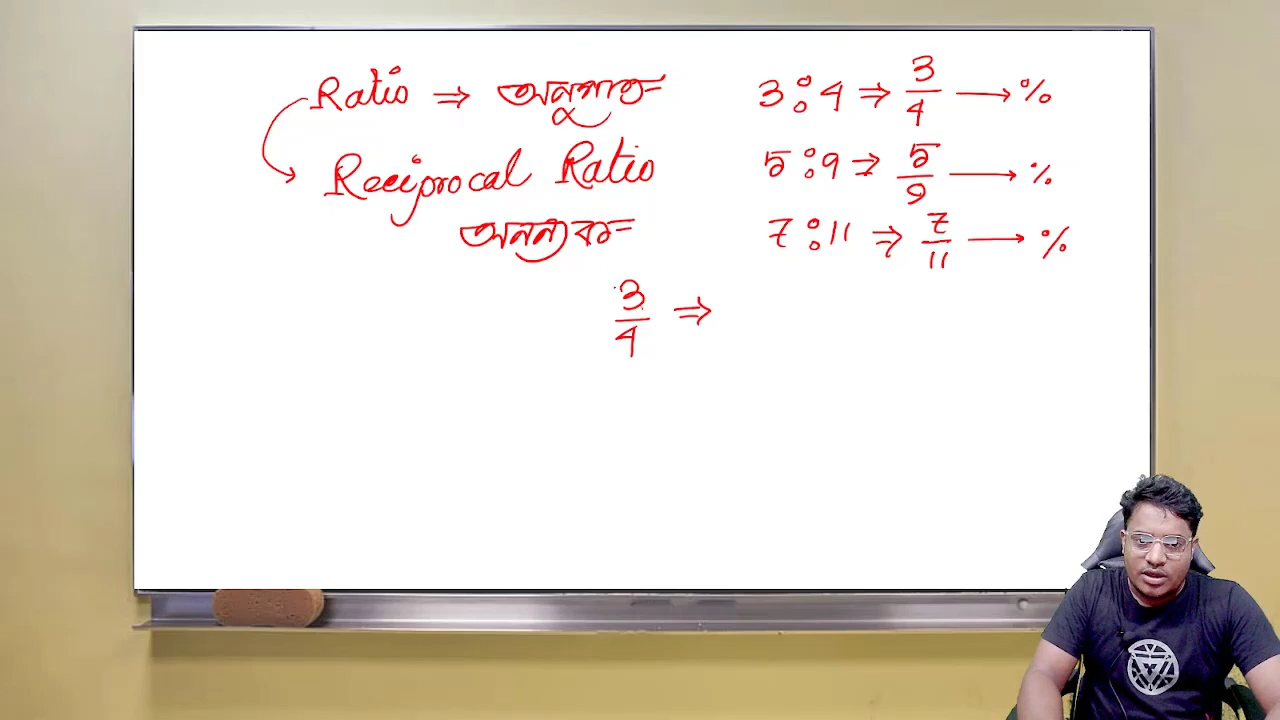 Ratio ⇒ অনুপাত 3 : 4 ⇒ 3/4 → %
Reciprocal Ratio 5 : 9 ⇒ 5/9 → %
অনন্যক 7 : 11 ⇒ 7/11 → %
3/4 ⇒